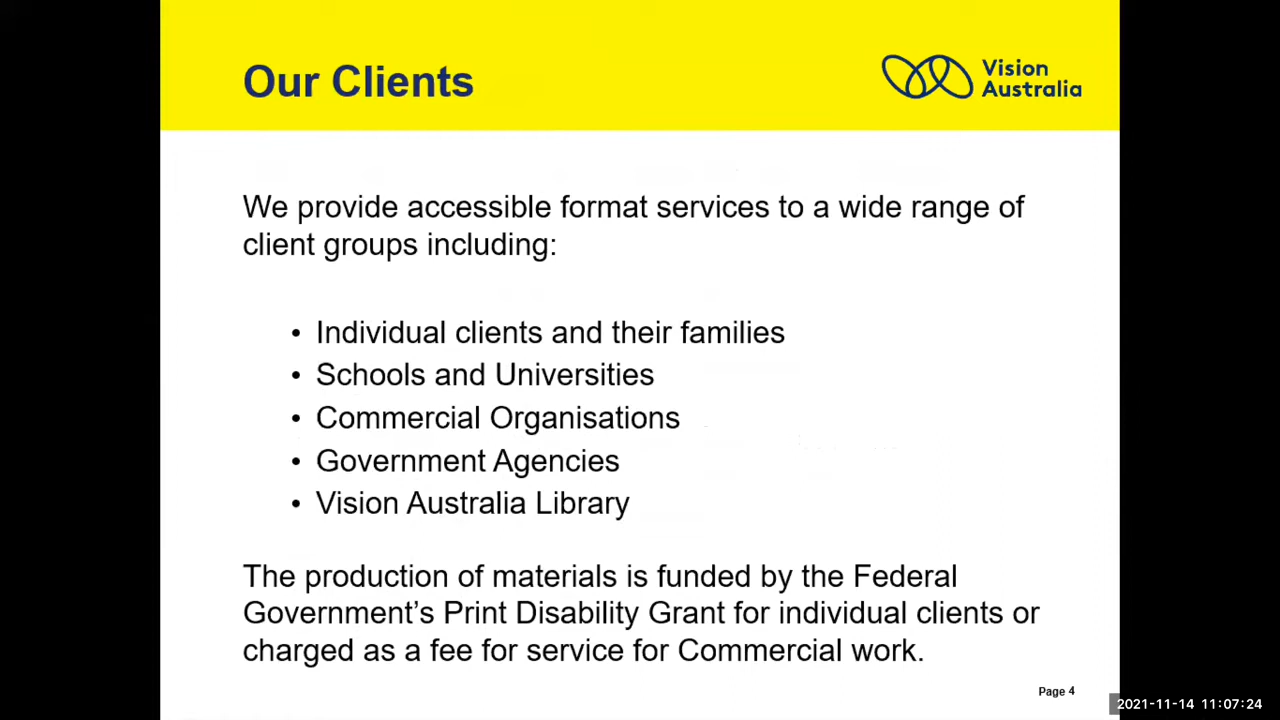 Our Clients
Vision
Australia
We provide accessible format services to a wide range of
client groups including:
• Individual clients and their families
• Schools and Universities
• Commercial Organisations
• Government Agencies
• Vision Australia Library
The production of materials is funded by the Federal
Government's Print Disability Grant for individual clients or
charged as a fee for service for Commercial work.
Page 4
2021-11-14 11:07:24